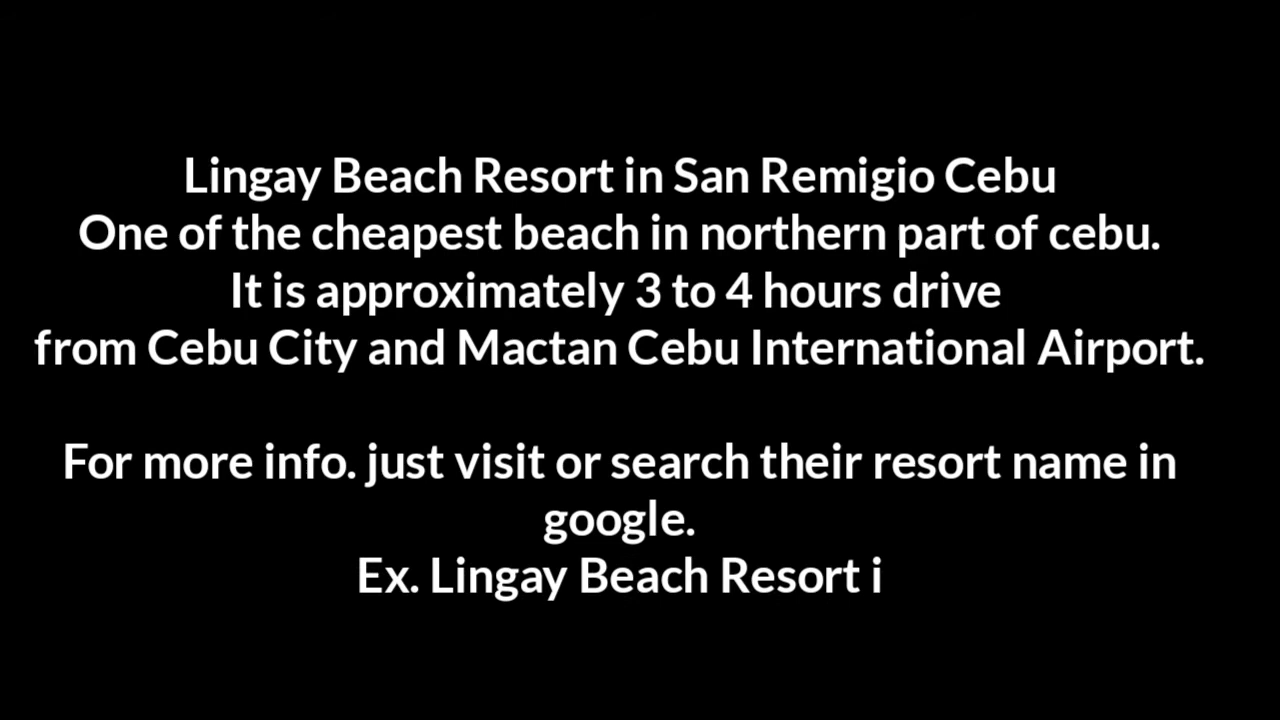 Lingay Beach Resort in San Remigio Cebu
One of the cheapest beach in northern part of cebu.
It is approximately 3 to 4 hours drive
from Cebu City and Mactan Cebu International Airport.
For more info. just visit or search their resort name in
google.
Ex. Lingay Beach Resort i